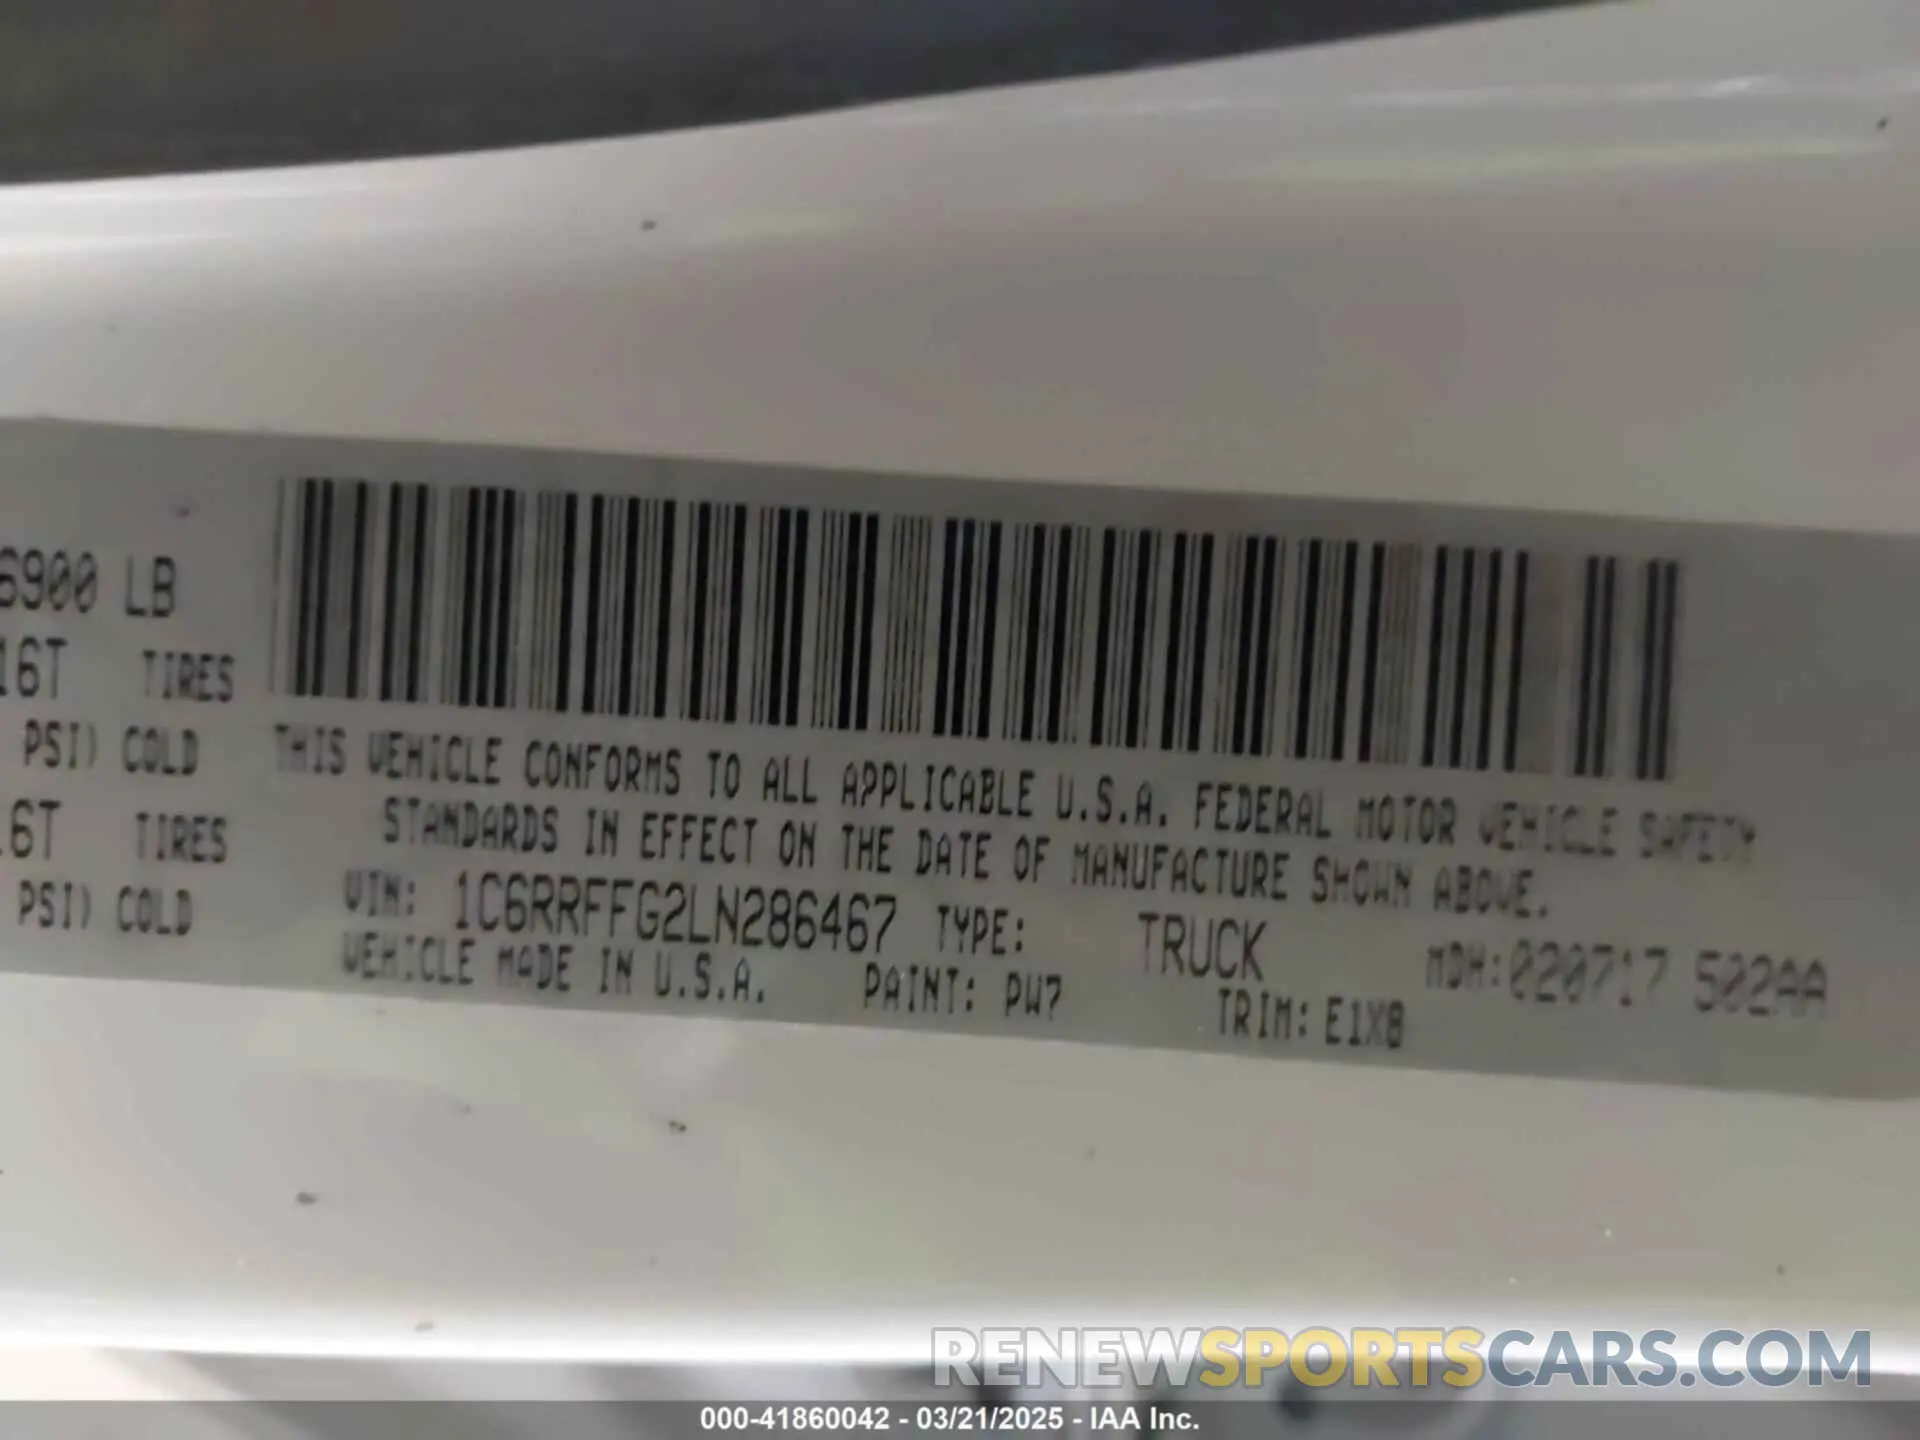 6900 LB
16T TIRES
PSI) COLD
16T TIRES
PSI) COLD
THIS VEHICLE CONFORMS TO ALL APPLICABLE U.S.A. FEDERAL MOTOR VEHICLE SAFETY
STANDARDS IN EFFECT ON THE DATE OF MANUFACTURE SHOWN ABOVE.
VIN: 1C6RRFFG2LN286467 TYPE: TRUCK MDH:020717 502AA
VEHICLE MADE IN U.S.A. PAINT: PW7 TRIM: E1X8
RENEWSPORTSCARS.COM
000-41860042 - 03/21/2025 - IAA Inc.